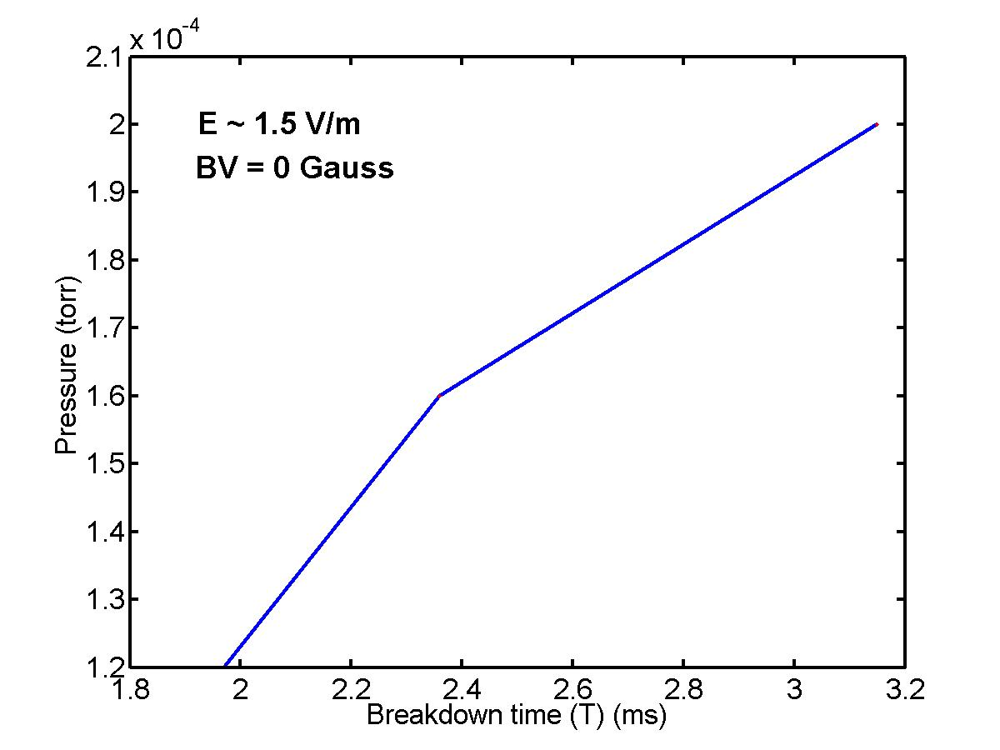 x 10-4
2.1
2
1.9
1.8
1.7
1.6
1.5
1.4
1.3
1.2
E ~ 1.5 V/m
BV = 0 Gauss
Pressure (torr)
1.8 2 2.2 2.4 2.6 2.8 3 3.2
Breakdown time (T) (ms)